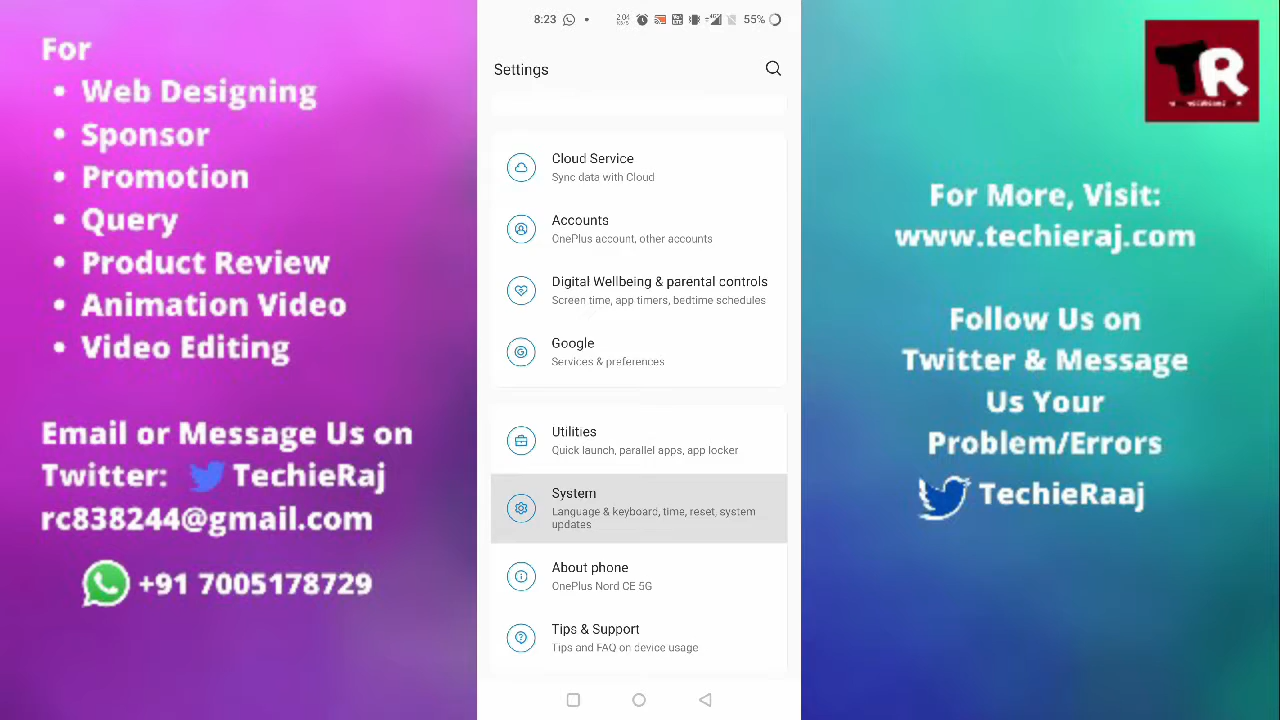 For
• Web Designing
• Sponsor
• Promotion
• Query
• Product Review
• Animation Video
• Video Editing
Email or Message Us on
Twitter: TechieRaj
rc838244@gmail.com
+91 7005178729
8:23
55%
Settings
Cloud Service
Sync data with Cloud
Accounts
OnePlus account, other accounts
Digital Wellbeing & parental controls
Screen time, app timers, bedtime schedules
Google
Services & preferences
Utilities
Quick launch, parallel apps, app locker
System
Language & keyboard, time, reset, system
updates
About phone
OnePlus Nord CE 5G
Tips & Support
Tips and FAQ on device usage
TR
For More, Visit:
www.techieraj.com
Follow Us on
Twitter & Message
Us Your
Problem/Errors
TechieRaaj